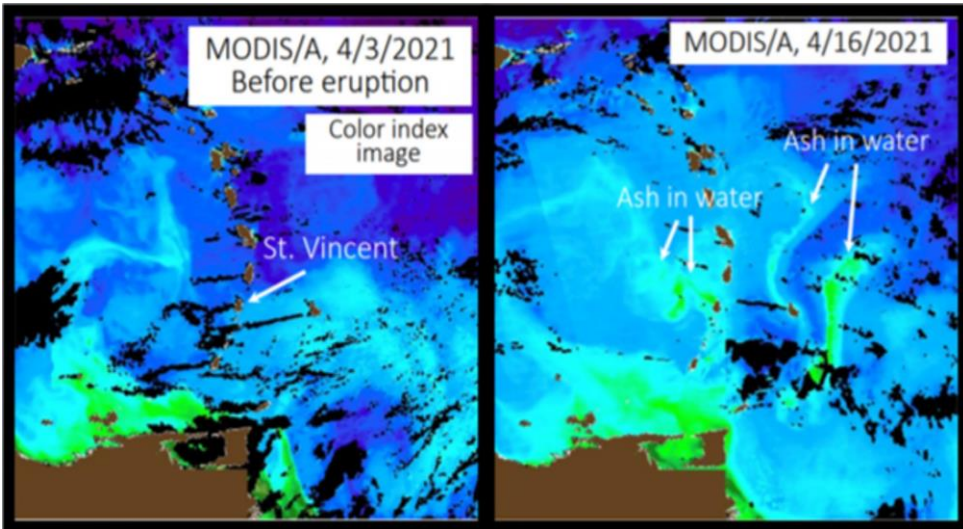 MODIS/A, 4/3/2021
Before eruption
Color index
image
St. Vincent
MODIS/A, 4/16/2021
Ash in water
Ash in water